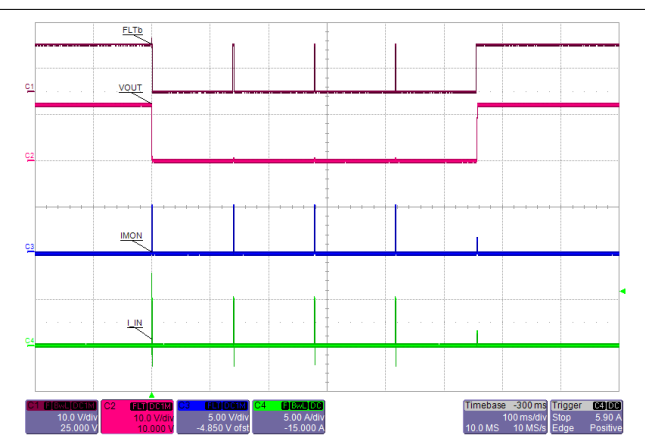 FLTb
C1
VOUT
C2
IMON
C3
I_IN
C4
C2
C4
10.0 V/div
25.000 V
10.0 V/div
10.000 V
5.00 V/div
-4.850 V ofst
5.00 A/div
-15.000 A
Timebase -300 ms
100 ms/div
10.0 MS 10 MS/s
Trigger C4 DC
Stop 5.90 A
Edge Positive